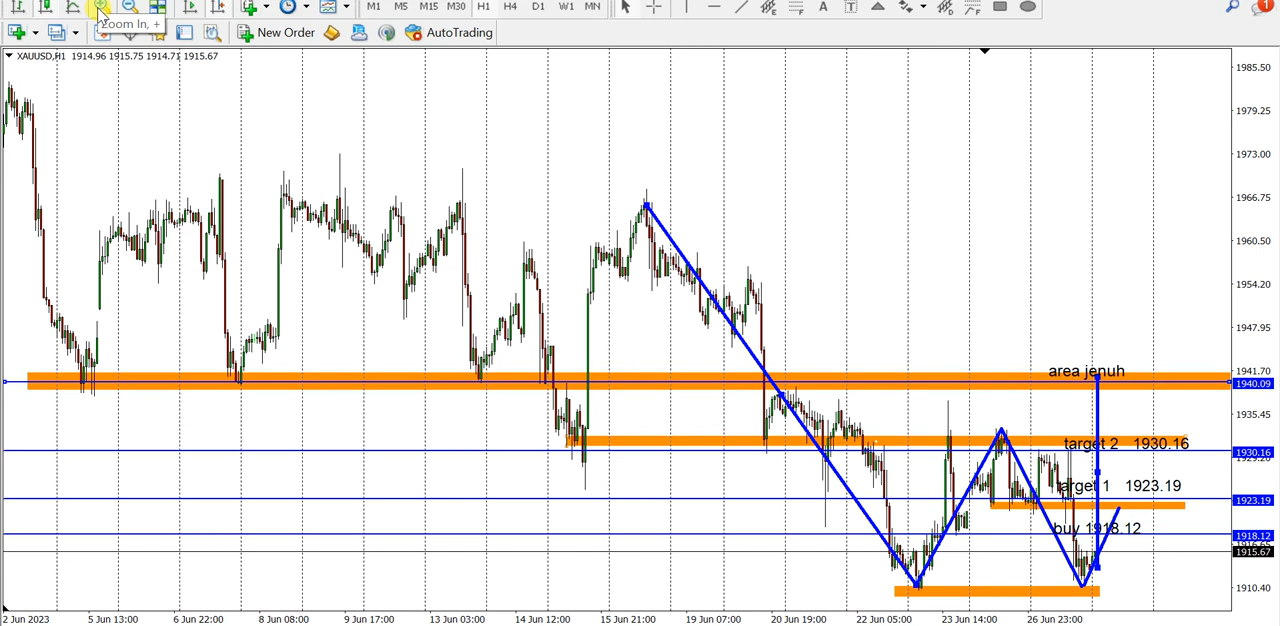 M1 M5 M15 M30 H1 H4 D1 W1 MN
Zoom In, +
New Order
AutoTrading
1
XAUUSD,H1 1914.96 1915.75 1914.71 1915.67
1985.50
1979.25
1973.00
1966.75
1960.50
1954.20
1947.95
1941.70
area jenuh
1940.09
1935.45
target 2 1930.16
1930.16
1929.20
target 1 1923.19
1923.19
buy 1918.12
1918.12
1915.67
1910.40
2 Jun 2023
5 Jun 13:00
6 Jun 22:00
8 Jun 08:00
9 Jun 17:00
13 Jun 03:00
14 Jun 12:00
15 Jun 21:00
19 Jun 07:00
20 Jun 19:00
22 Jun 05:00
23 Jun 14:00
26 Jun 23:00